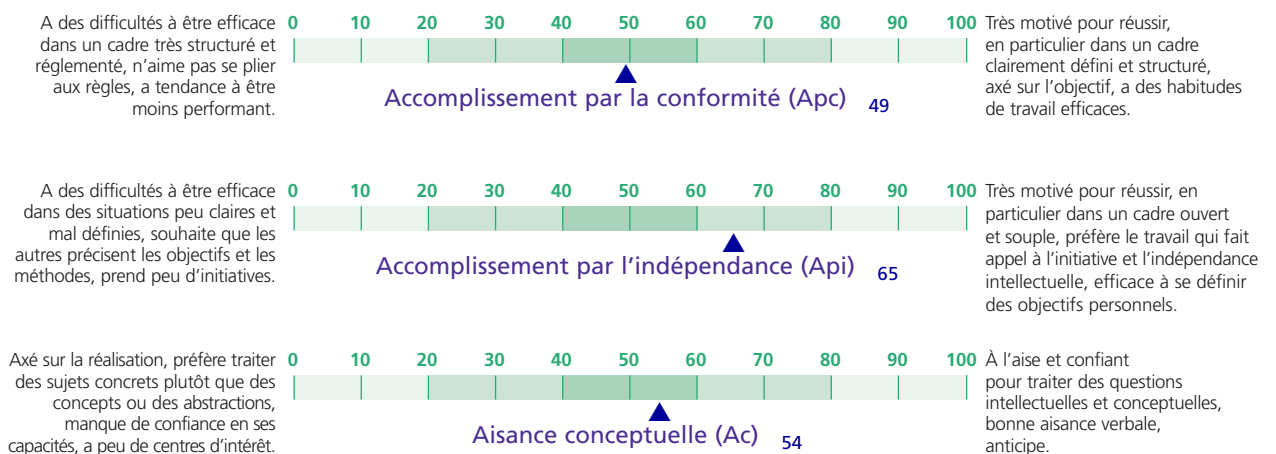 A des difficultés à être efficace
dans un cadre très structuré et
réglementé, n’aime pas se plier
aux règles, a tendance à être
moins performant.
0 10 20 30 40 50 60 70 80 90 100
Accomplissement par la conformité (Apc) 49
Très motivé pour réussir,
en particulier dans un cadre
clairement défini et structuré,
axé sur l’objectif, a des habitudes
de travail efficaces.
A des difficultés à être efficace
dans des situations peu claires et
mal définies, souhaite que les
autres précisent les objectifs et les
méthodes, prend peu d’initiatives.
0 10 20 30 40 50 60 70 80 90 100
Accomplissement par l’indépendance (Api) 65
Très motivé pour réussir, en
particulier dans un cadre ouvert
et souple, préfère le travail qui fait
appel à l’initiative et l’indépendance
intellectuelle, efficace à se définir
des objectifs personnels.
Axé sur la réalisation, préfère traiter
des sujets concrets plutôt que des
concepts ou des abstractions,
manque de confiance en ses
capacités, a peu de centres d’intérêt.
0 10 20 30 40 50 60 70 80 90 100
Aisance conceptuelle (Ac) 54
À l’aise et confiant
pour traiter des questions
intellectuelles et conceptuelles,
bonne aisance verbale,
anticipe.